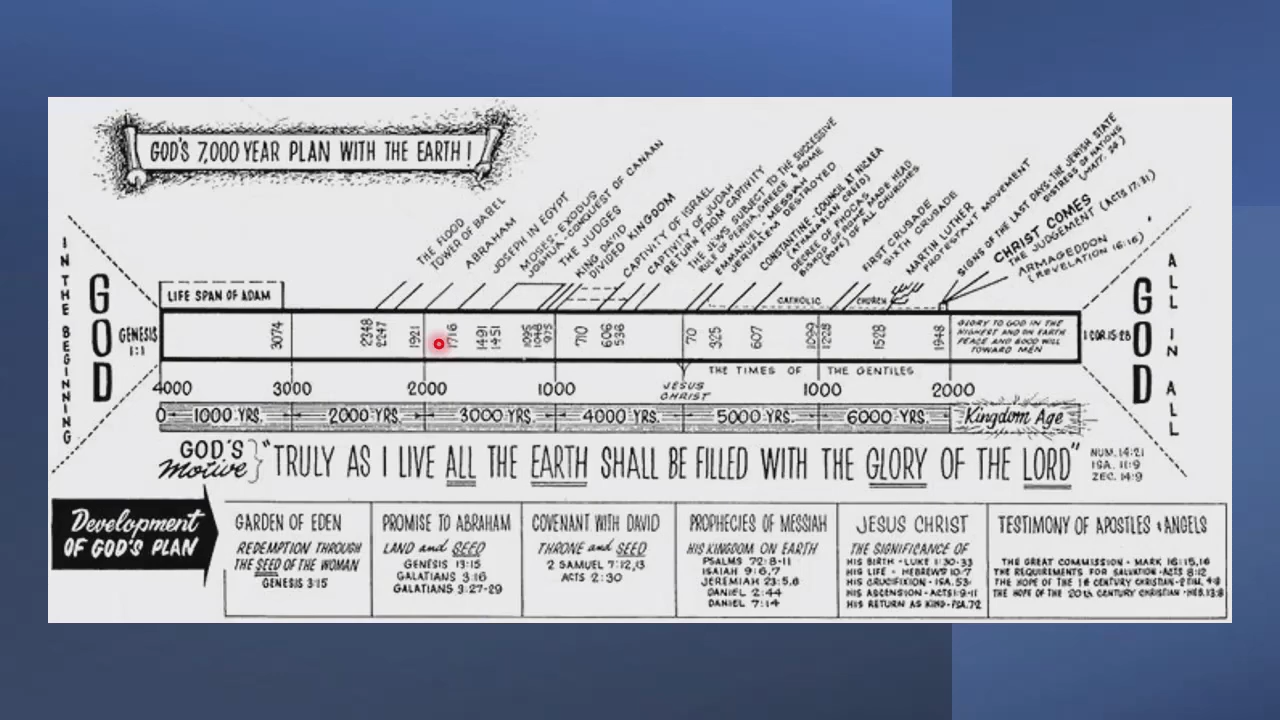 GOD'S 7,000 YEAR PLAN WITH THE EARTH!
THE FLOOD
TOWER OF BABEL
ABRAHAM
JOSEPH IN EGYPT
MOSES - EXODUS
JOSHUA - CONQUEST OF CANAAN
THE JUDGES
KING DAVID
DIVIDED KINGDOM
CAPTIVITY OF ISRAEL
CAPTIVITY OF JUDAH
RETURN FROM CAPTIVITY
THE JEWS SUBJECT TO THE SUCCESSIVE
RULE OF PERSIA, GREECE & ROME
EMMANUEL - MESSIAH
JERUSALEM DESTROYED
CONSTANTINE - COUNCIL AT NICAEA
(ATHANASIAN CREED)
DECREE OF PHOCAS
BISHOP OF ROME MADE HEAD
(POPE) OF ALL CHURCHES
FIRST CRUSADE
SIXTH CRUSADE
MARTIN LUTHER
PROTESTANT MOVEMENT
SIGNS OF THE LAST DAYS-THE JEWISH STATE
DISTRESS OF NATIONS
(MATT. 24)
CHRIST COMES
THE JUDGEMENT (ACTS 17:31)
ARMAGEDDON
(REVELATION 16:16)
IN THE BEGINNING
GOD
GENESIS
1:1
LIFE SPAN OF ADAM
CATHOLIC CHURCH
3074 2348 2247 1921 1716 1491 1451 1095 975 710 606 536 70 325 607 1099 1228 1528 1948
GLORY TO GOD IN THE
HIGHEST AND ON EARTH
PEACE AND GOOD WILL
TOWARD MEN
1 COR. 15:28
GOD
ALL IN ALL
THE TIMES OF THE GENTILES
4000 3000 2000 1000 JESUS CHRIST 1000 2000
0 1000 YRS. 2000 YRS. 3000 YRS. 4000 YRS. 5000 YRS. 6000 YRS. Kingdom Age
GOD'S Motive } "TRULY AS I LIVE ALL THE EARTH SHALL BE FILLED WITH THE GLORY OF THE LORD"
NUM. 14:21
ISA. 11:9
ZEC. 14:9
Development
OF GOD'S PLAN
GARDEN OF EDEN
REDEMPTION THROUGH
THE SEED OF THE WOMAN
GENESIS 3:15
PROMISE TO ABRAHAM
LAND and SEED
GENESIS 13:15
GALATIANS 3:16
GALATIANS 3:27-29
COVENANT WITH DAVID
THRONE and SEED
2 SAMUEL 7:12,13
ACTS 2:30
PROPHECIES OF MESSIAH
HIS KINGDOM ON EARTH
PSALMS 72:8-11
ISAIAH 9:6,7
JEREMIAH 23:5,6
DANIEL 2:44
DANIEL 7:14
JESUS CHRIST
THE SIGNIFICANCE OF
HIS BIRTH - LUKE 1:30-33
HIS LIFE - HEBREWS 10:7
HIS CRUCIFIXION - ISA. 53
HIS ASCENSION - ACTS 1:9-11
HIS RETURN AS KING - PSA. 72
TESTIMONY OF APOSTLES & ANGELS
THE GREAT COMMISSION - MARK 16:15,16
THE REQUIREMENTS FOR SALVATION - ACTS 8:12
THE HOPE OF THE 1st CENTURY CHRISTIAN - 2 TIM. 4:8
THE HOPE OF THE 20th CENTURY CHRISTIAN - HEB. 13:8